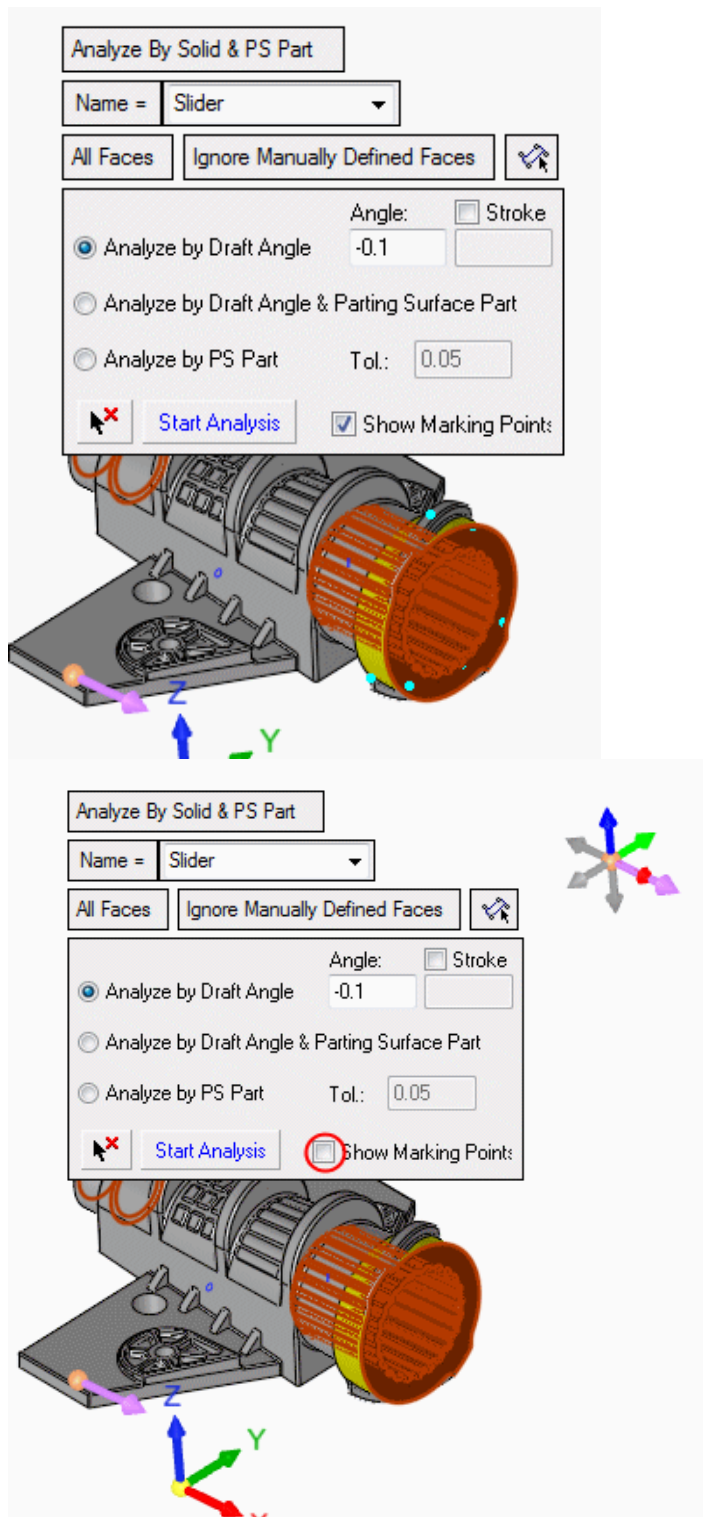 Analyze By Solid & PS Part
Name = Slider
All Faces Ignore Manually Defined Faces
Angle: Stroke
Analyze by Draft Angle -0.1
Analyze by Draft Angle & Parting Surface Part
Analyze by PS Part Tol.: 0.05
Start Analysis Show Marking Points
Z
Y
Analyze By Solid & PS Part
Name = Slider
All Faces Ignore Manually Defined Faces
Angle: Stroke
Analyze by Draft Angle -0.1
Analyze by Draft Angle & Parting Surface Part
Analyze by PS Part Tol.: 0.05
Start Analysis Show Marking Points
Z
Y
X